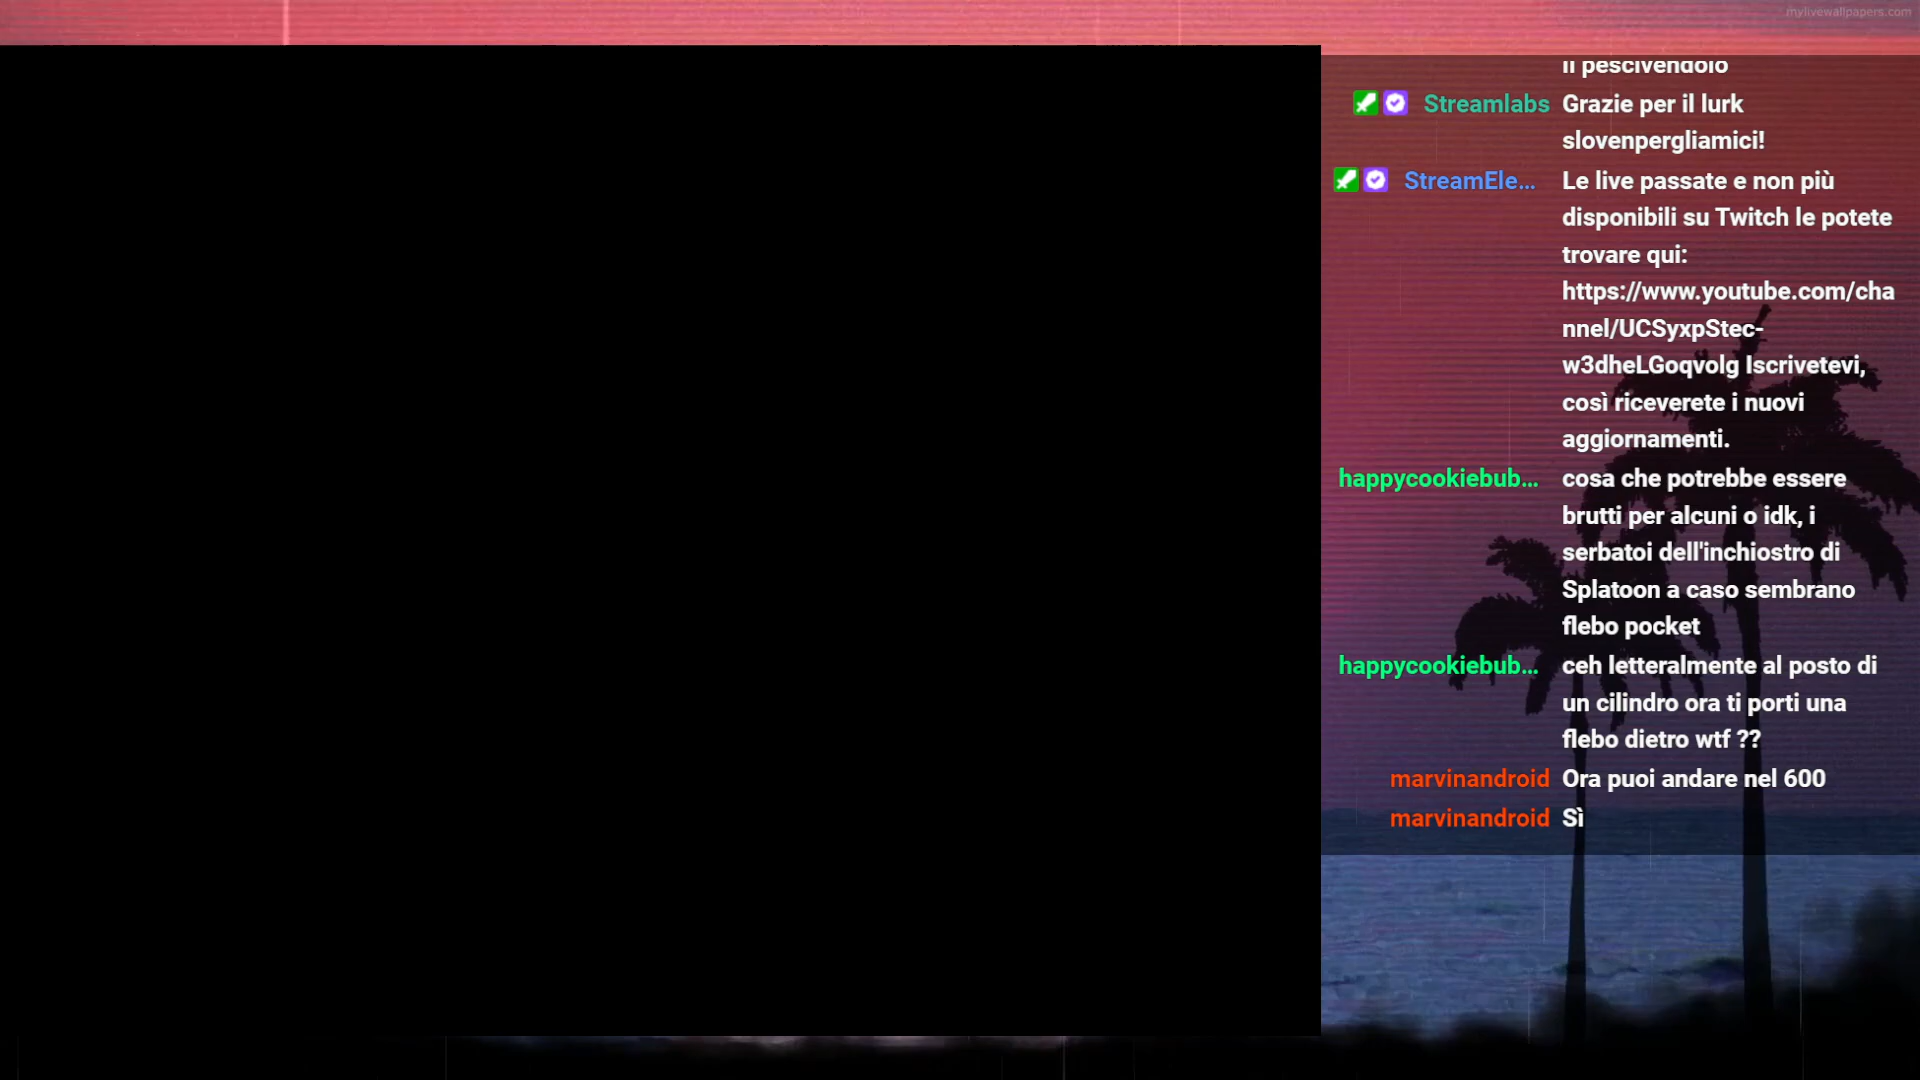 mylivewallpapers.com
il pescivendolo
Streamlabs Grazie per il lurk
slovenpergliamici!
StreamEle... Le live passate e non più
disponibili su Twitch le potete
trovare qui:
https://www.youtube.com/cha
nnel/UCSyxpStec-
w3dheLGoqvolg Iscrivetevi,
così riceverete i nuovi
aggiornamenti.
happycookiebub... cosa che potrebbe essere
brutti per alcuni o idk, i
serbatoi dell'inchiostro di
Splatoon a caso sembrano
flebo pocket
happycookiebub... ceh letteralmente al posto di
un cilindro ora ti porti una
flebo dietro wtf ??
marvinandroid Ora puoi andare nel 600
marvinandroid Sì